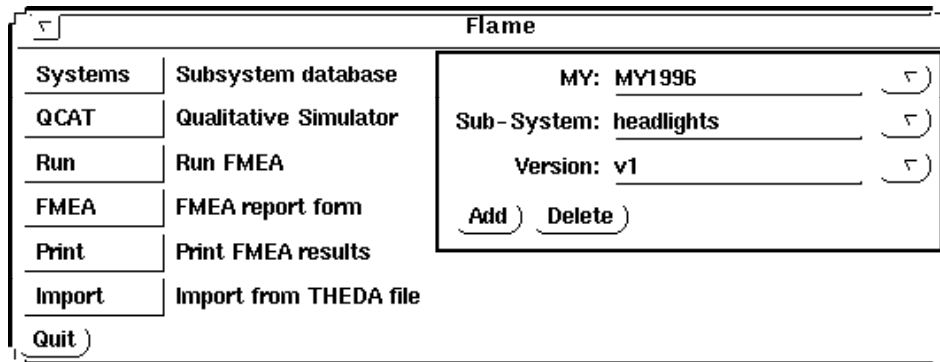 Flame
Systems Subsystem database
QCAT Qualitative Simulator
Run Run FMEA
FMEA FMEA report form
Print Print FMEA results
Import Import from THEDA file
Quit
MY: MY1996
Sub-System: headlights
Version: v1
Add Delete